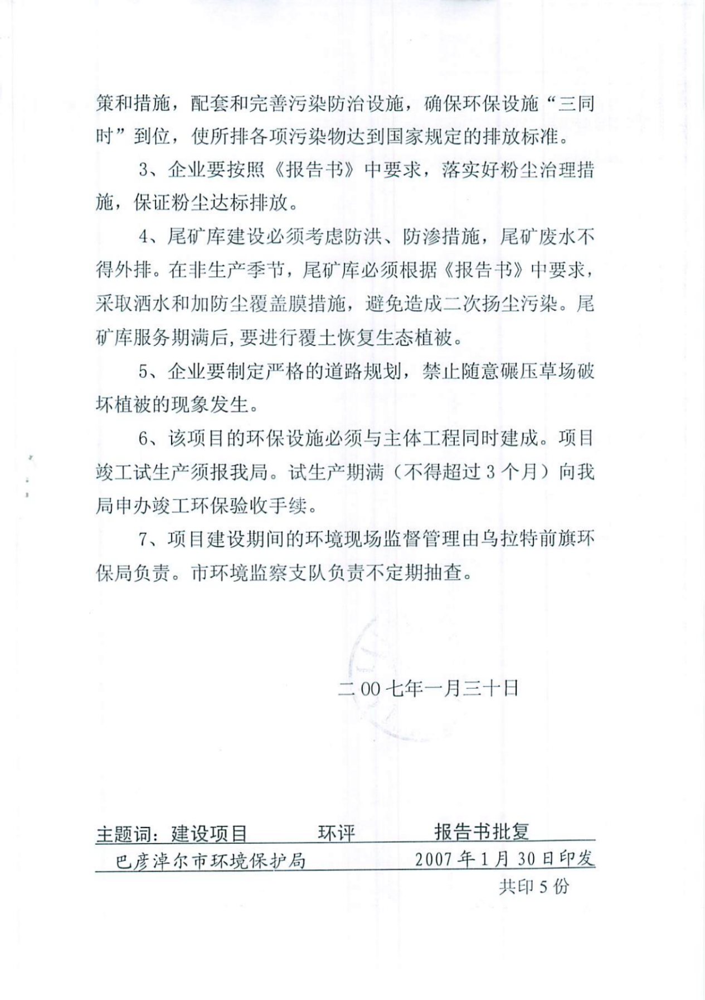 策和措施，配套和完善污染防治设施，确保环保设施“三同
时”到位，使所排各项污染物达到国家规定的排放标准。
3、企业要按照《报告书》中要求，落实好粉尘治理措
施，保证粉尘达标排放。
4、尾矿库建设必须考虑防洪、防渗措施，尾矿废水不
得外排。在非生产季节，尾矿库必须根据《报告书》中要求，
采取洒水和加防尘覆盖膜措施，避免造成二次扬尘污染。尾
矿库服务期满后,要进行覆土恢复生态植被。
5、企业要制定严格的道路规划，禁止随意碾压草场破
坏植被的现象发生。
6、该项目的环保设施必须与主体工程同时建成。项目
竣工试生产须报我局。试生产期满（不得超过3个月）向我
局申办竣工环保验收手续。
7、项目建设期间的环境现场监督管理由乌拉特前旗环
保局负责。市环境监察支队负责不定期抽查。
二00七年一月三十日
主题词：建设项目 环评 报告书批复
巴彦淖尔市环境保护局 2007年1月30日印发
共印5份